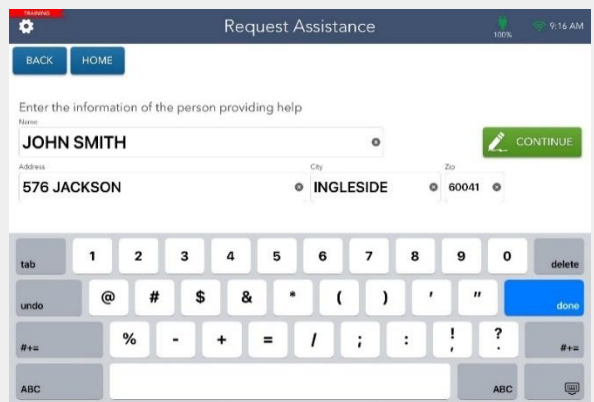 TRAINING
Request Assistance
100%
9:16 AM
BACK HOME
Enter the information of the person providing help
Name
JOHN SMITH
CONTINUE
Address City Zip
576 JACKSON INGLESIDE 60041
tab 1 2 3 4 5 6 7 8 9 0 delete
undo @ # $ & * ( ) ' " done
#+= % - + = / ; : ! , ? . #+=
ABC ABC